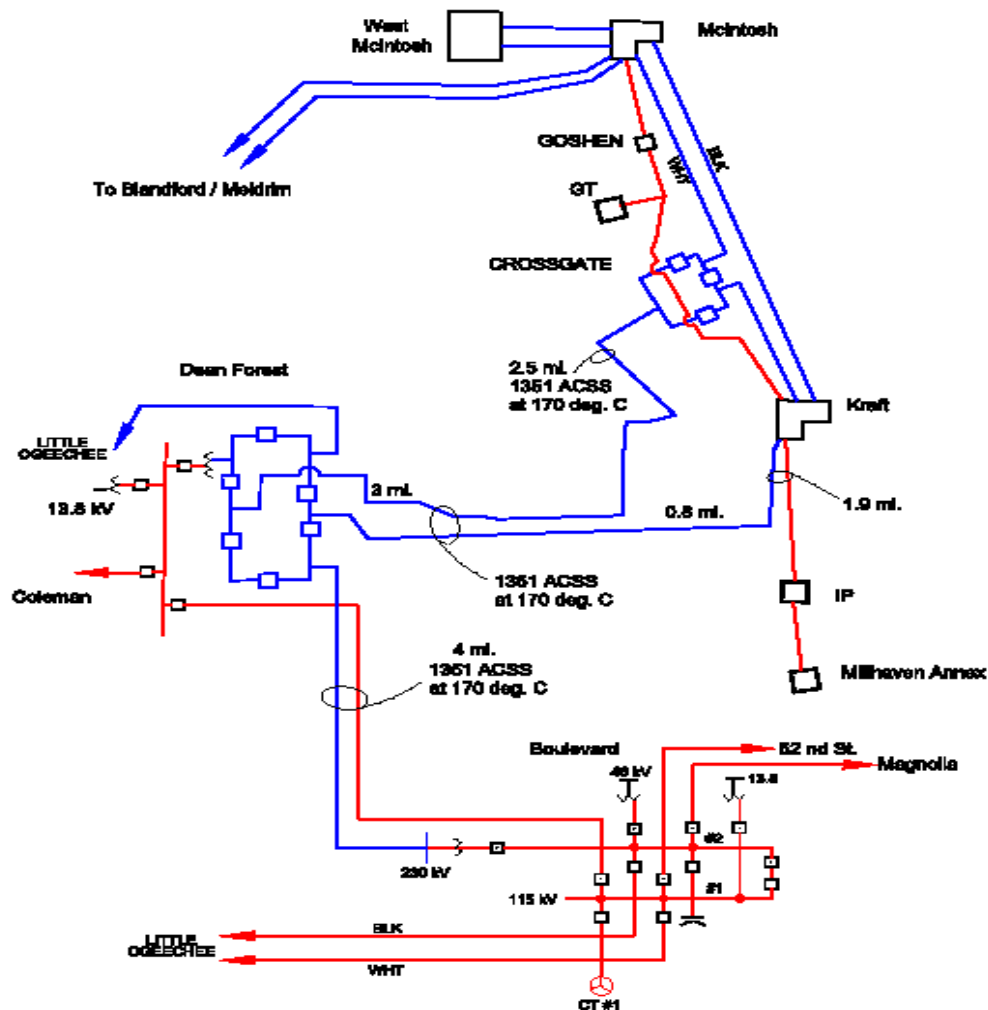 West
McIntosh
McIntosh
GOSHEN
WHT
BLK
To Blandford / Meldrim
GT
CROSSGATE
2.5 mi.
1351 ACSS
at 170 deg. C
Dean Forest
Kraft
LITTLE
OGEECHEE
13.8 kV
3 mi.
0.8 mi.
1.9 mi.
1351 ACSS
at 170 deg. C
Coleman
IP
4 mi.
1351 ACSS
at 170 deg. C
Millhaven Annex
Boulevard
52 nd St.
Magnolia
46 kV
13.8
#2
230 kV
115 kV
#1
BLK
LITTLE
OGEECHEE
WHT
CT #1